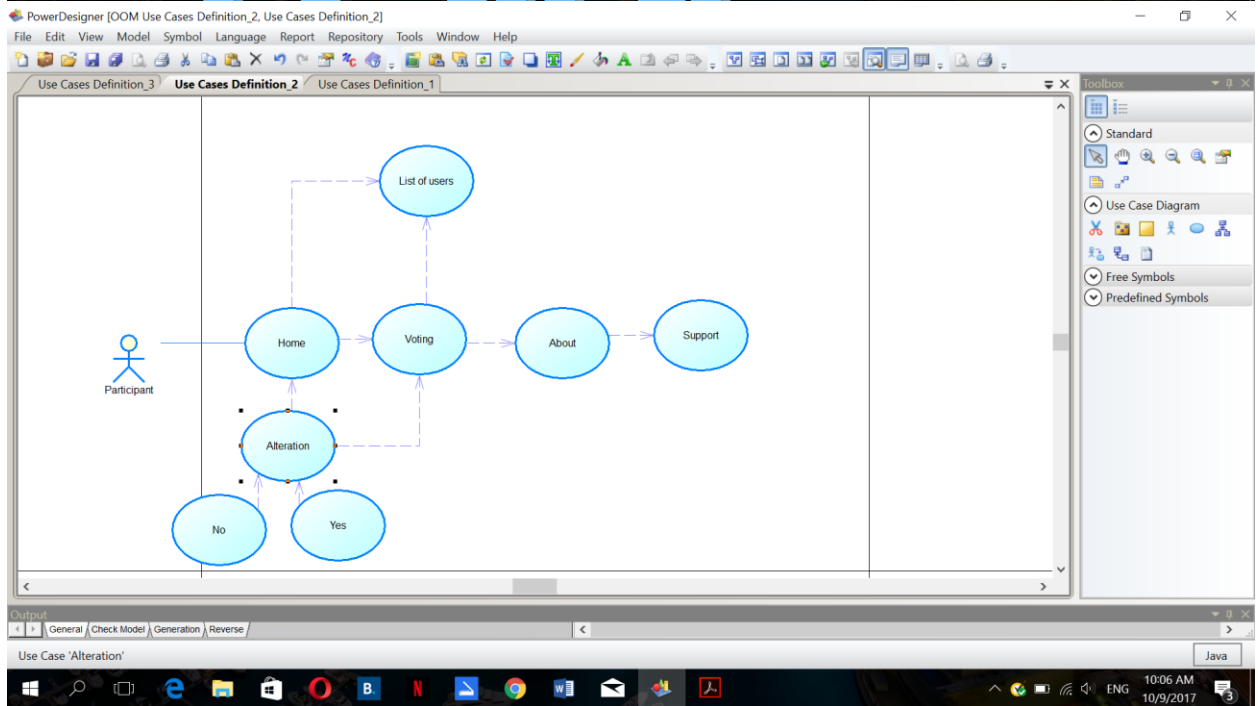 PowerDesigner [OOM Use Cases Definition_2, Use Cases Definition_2]
File Edit View Model Symbol Language Report Repository Tools Window Help
Use Cases Definition_3 Use Cases Definition_2 Use Cases Definition_1
Toolbox
Standard
Use Case Diagram
Free Symbols
Predefined Symbols
List of users
Home
Voting
About
Support
Participant
Alteration
No
Yes
Output
General Check Model Generation Reverse
Use Case 'Alteration'
Java
ENG
10:06 AM
10/9/2017
3